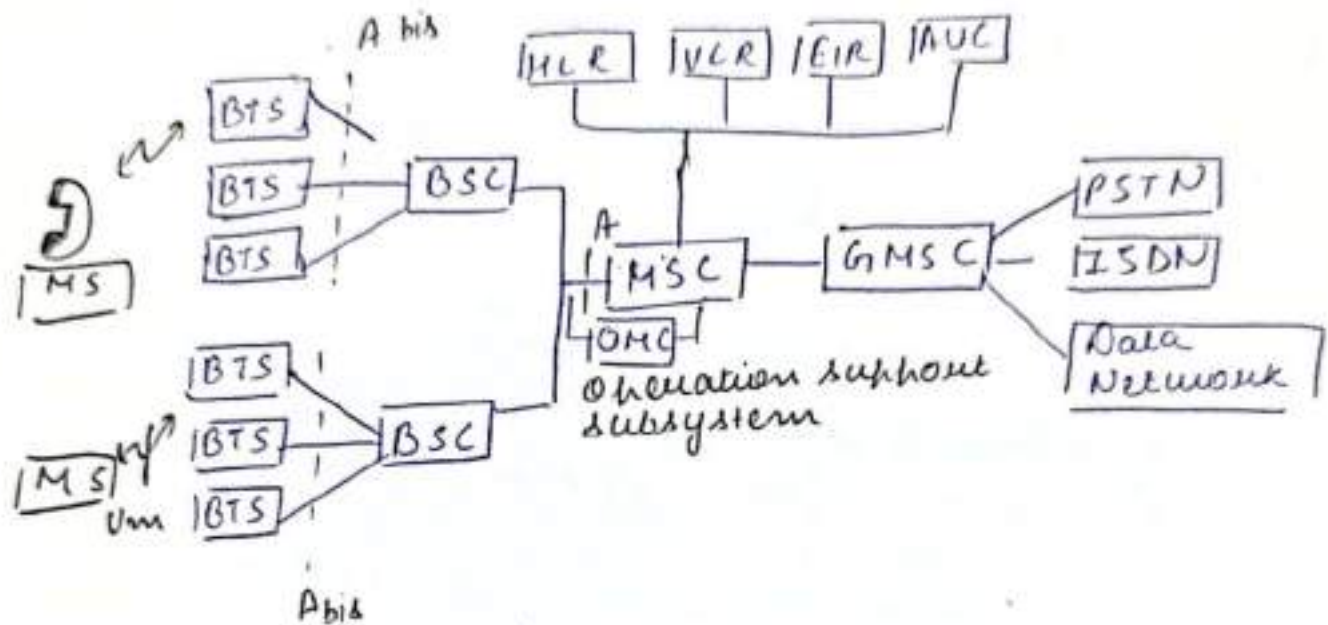 A bis
HLR
VLR
EIR
AUC
BTS
BTS
BSC
BTS
MS
A
MSC
GMSC
PSTN
ISDN
Data
Network
OMC
Operation support
subsystem
BTS
BTS
BSC
MS
Um
BTS
Abis